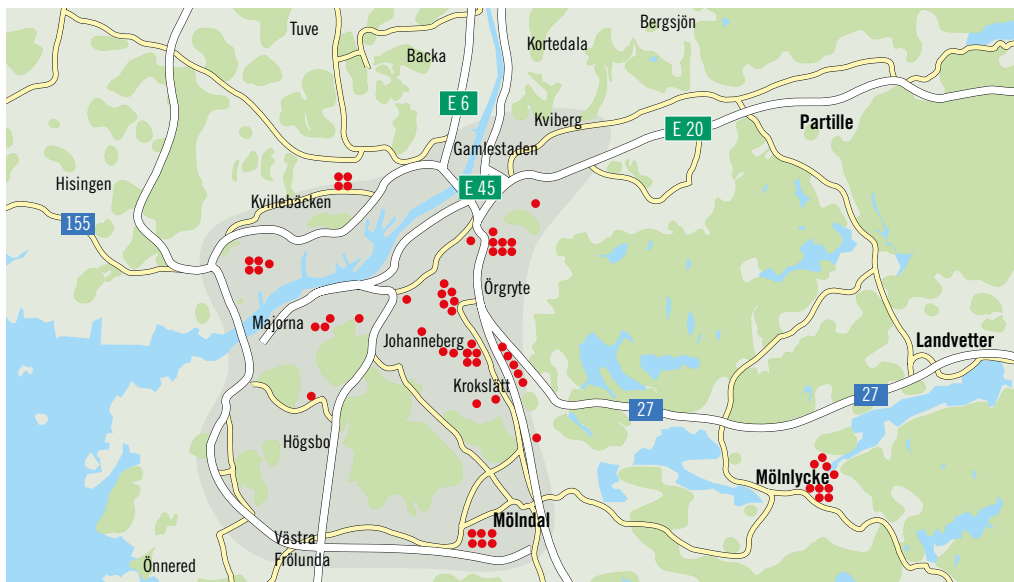 Bergsjön
Tuve
Kortedala
Backa
E 6
Kviberg
Partille
E 20
Gamlestaden
Hisingen
E 45
Kvillebäcken
155
Örgryte
Majorna
Johanneberg
Landvetter
Krokslätt
27
27
Högsbo
Mölnlycke
Mölndal
Västra
Frölunda
Önnered